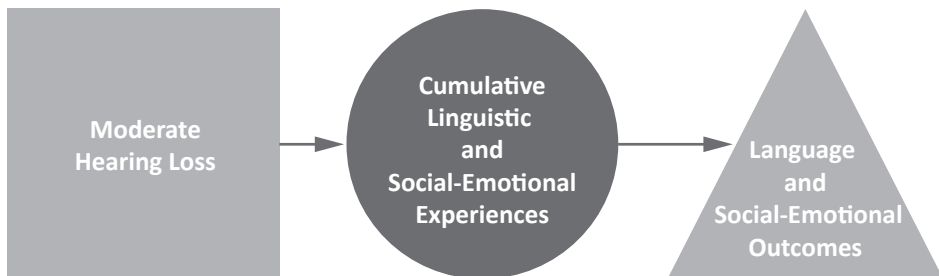 Moderate
Hearing Loss
Cumulative
Linguistic
and
Social-Emotional
Experiences
Language
and
Social-Emotional
Outcomes